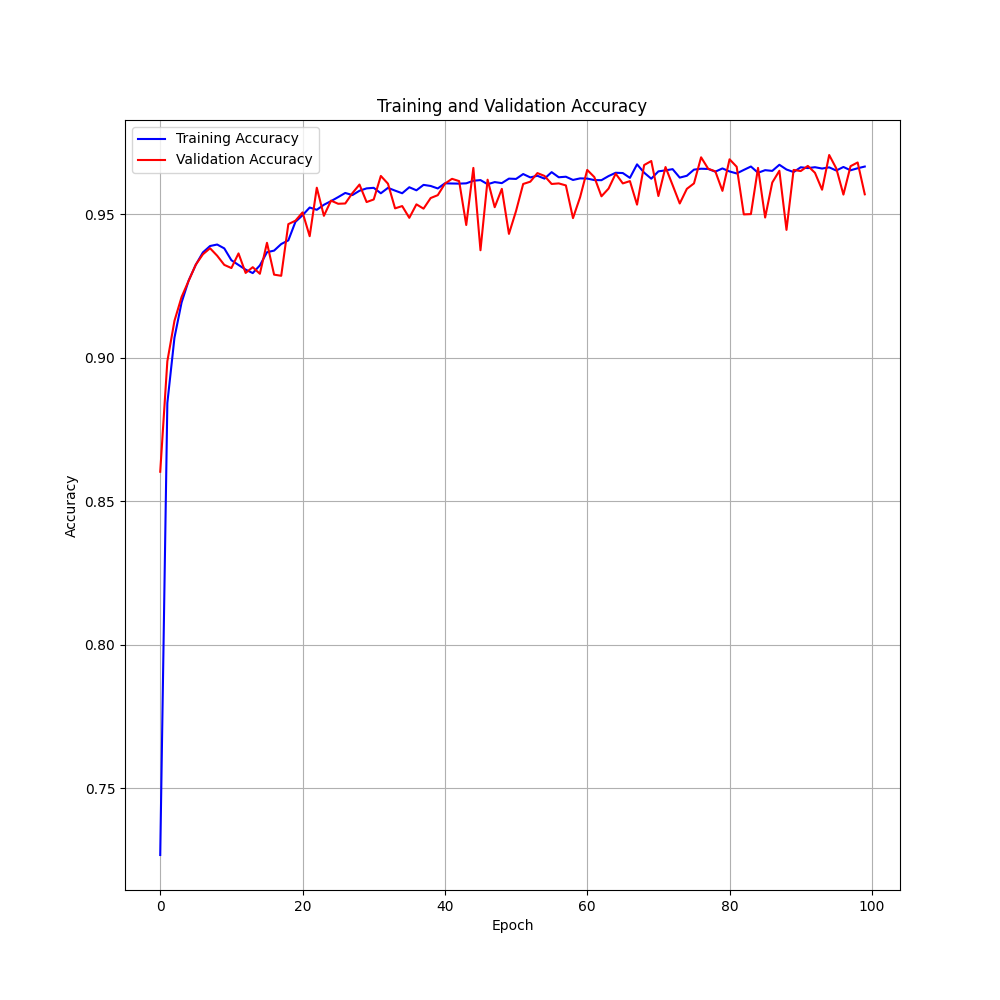 Training and Validation Accuracy
Training Accuracy
Validation Accuracy
0.95
0.90
0.85
0.80
0.75
Accuracy
0 20 40 60 80 100
Epoch